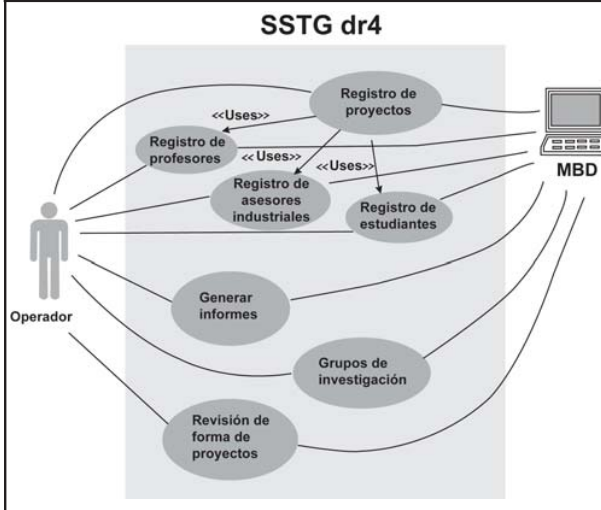 SSTG dr4
Registro de
proyectos
<<Uses>>
Registro de
profesores
<<Uses>>
<<Uses>>
Registro de
asesores
industriales
Registro de
estudiantes
MBD
Operador
Generar
informes
Grupos de
investigación
Revisión de
forma de
proyectos